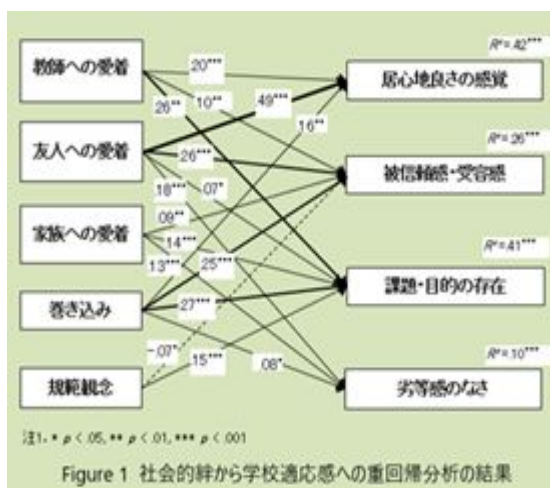 R²=.42***
教師への愛着
.20***
居心地良さの感覚
.26**
.10**
.49***
.16**
R²=.26***
友人への愛着
.26***
被信頼感・受容感
.18***
.07*
.09**
家族への愛着
.14***
R²=.41***
.13***
.25***
課題・目的の存在
巻き込み
.27***
-.07*
.15***
.08*
R²=.10***
規範観念
劣等感のなさ
注1. * p < .05, ** p < .01, *** p < .001
Figure 1 社会的絆から学校適応感への重回帰分析の結果